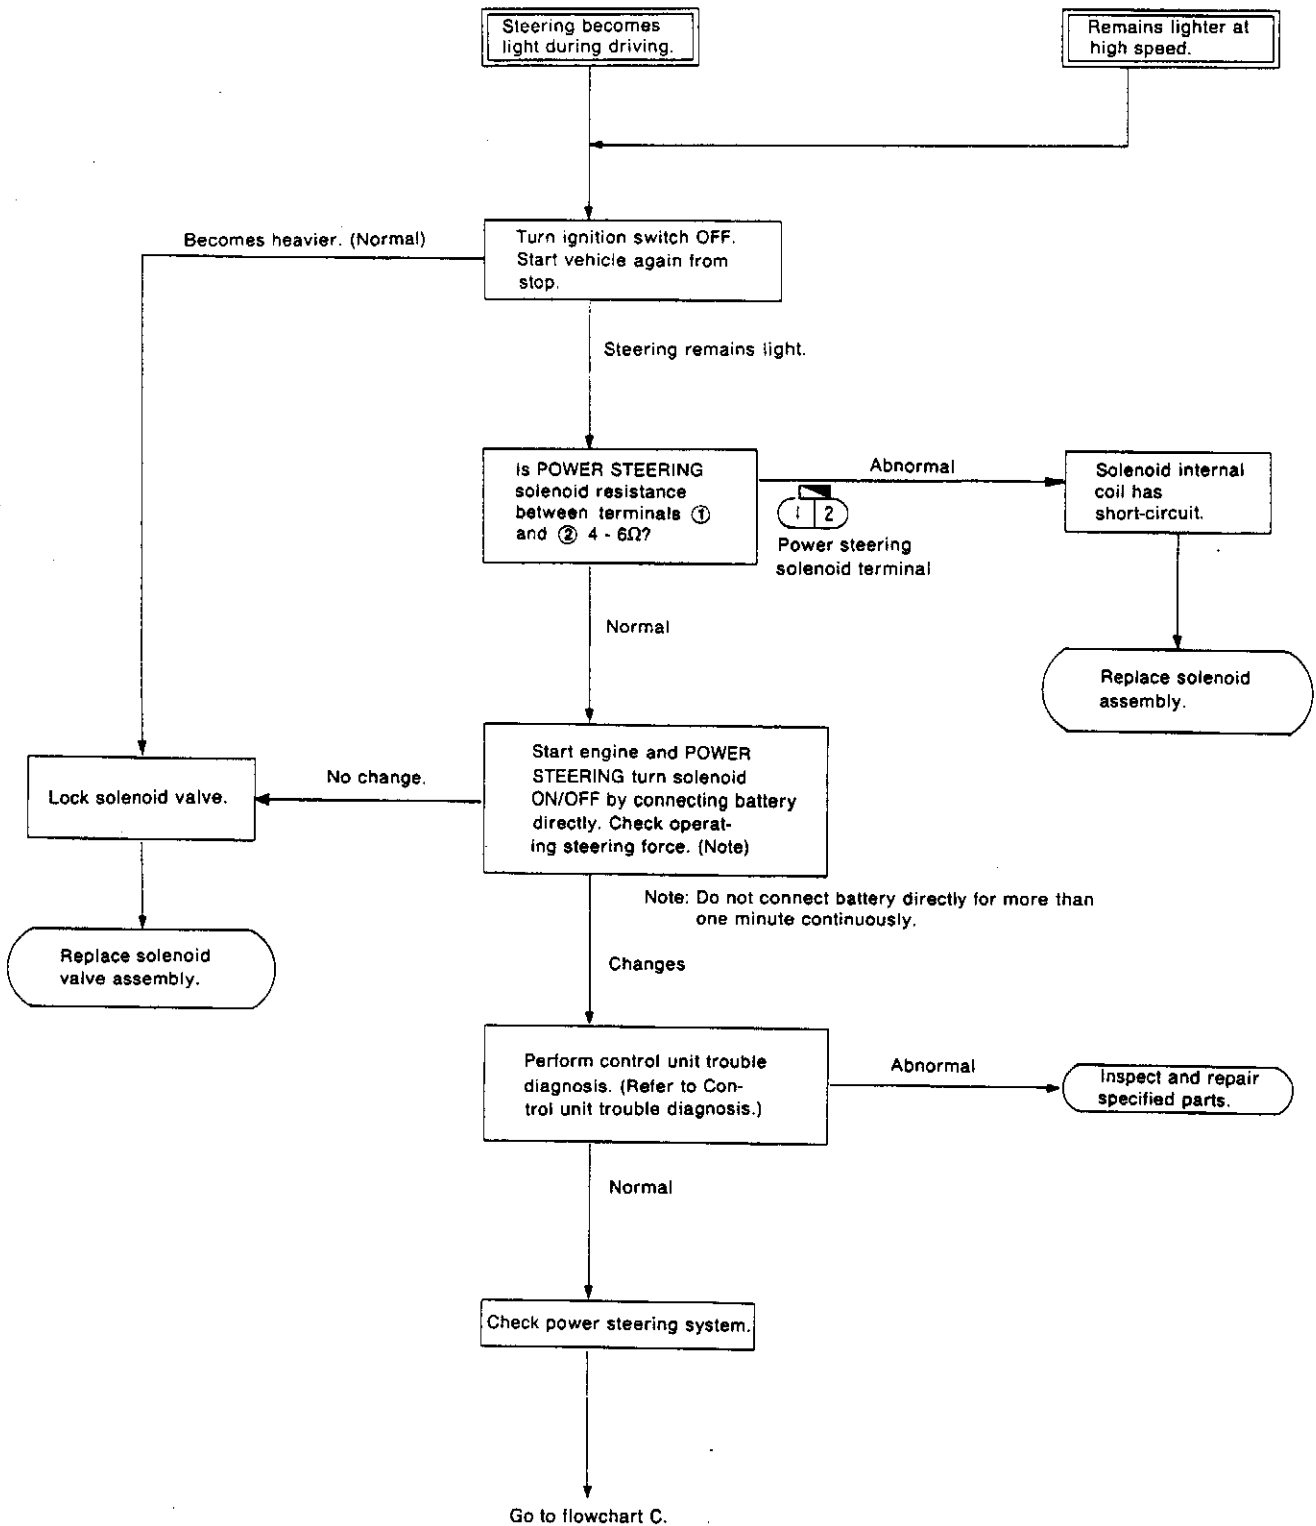 Steering becomes
light during driving.
Remains lighter at
high speed.
Becomes heavier. (Normal)
Turn ignition switch OFF.
Start vehicle again from
stop.
Steering remains light.
Is POWER STEERING
solenoid resistance
between terminals ①
and ② 4 - 6Ω?
Abnormal
1 2
Power steering
solenoid terminal
Solenoid internal
coil has
short-circuit.
Normal
Replace solenoid
assembly.
Start engine and POWER
STEERING turn solenoid
ON/OFF by connecting battery
directly. Check operat-
ing steering force. (Note)
No change.
Lock solenoid valve.
Note: Do not connect battery directly for more than
one minute continuously.
Replace solenoid
valve assembly.
Changes
Perform control unit trouble
diagnosis. (Refer to Con-
trol unit trouble diagnosis.)
Abnormal
Inspect and repair
specified parts.
Normal
Check power steering system.
Go to flowchart C.